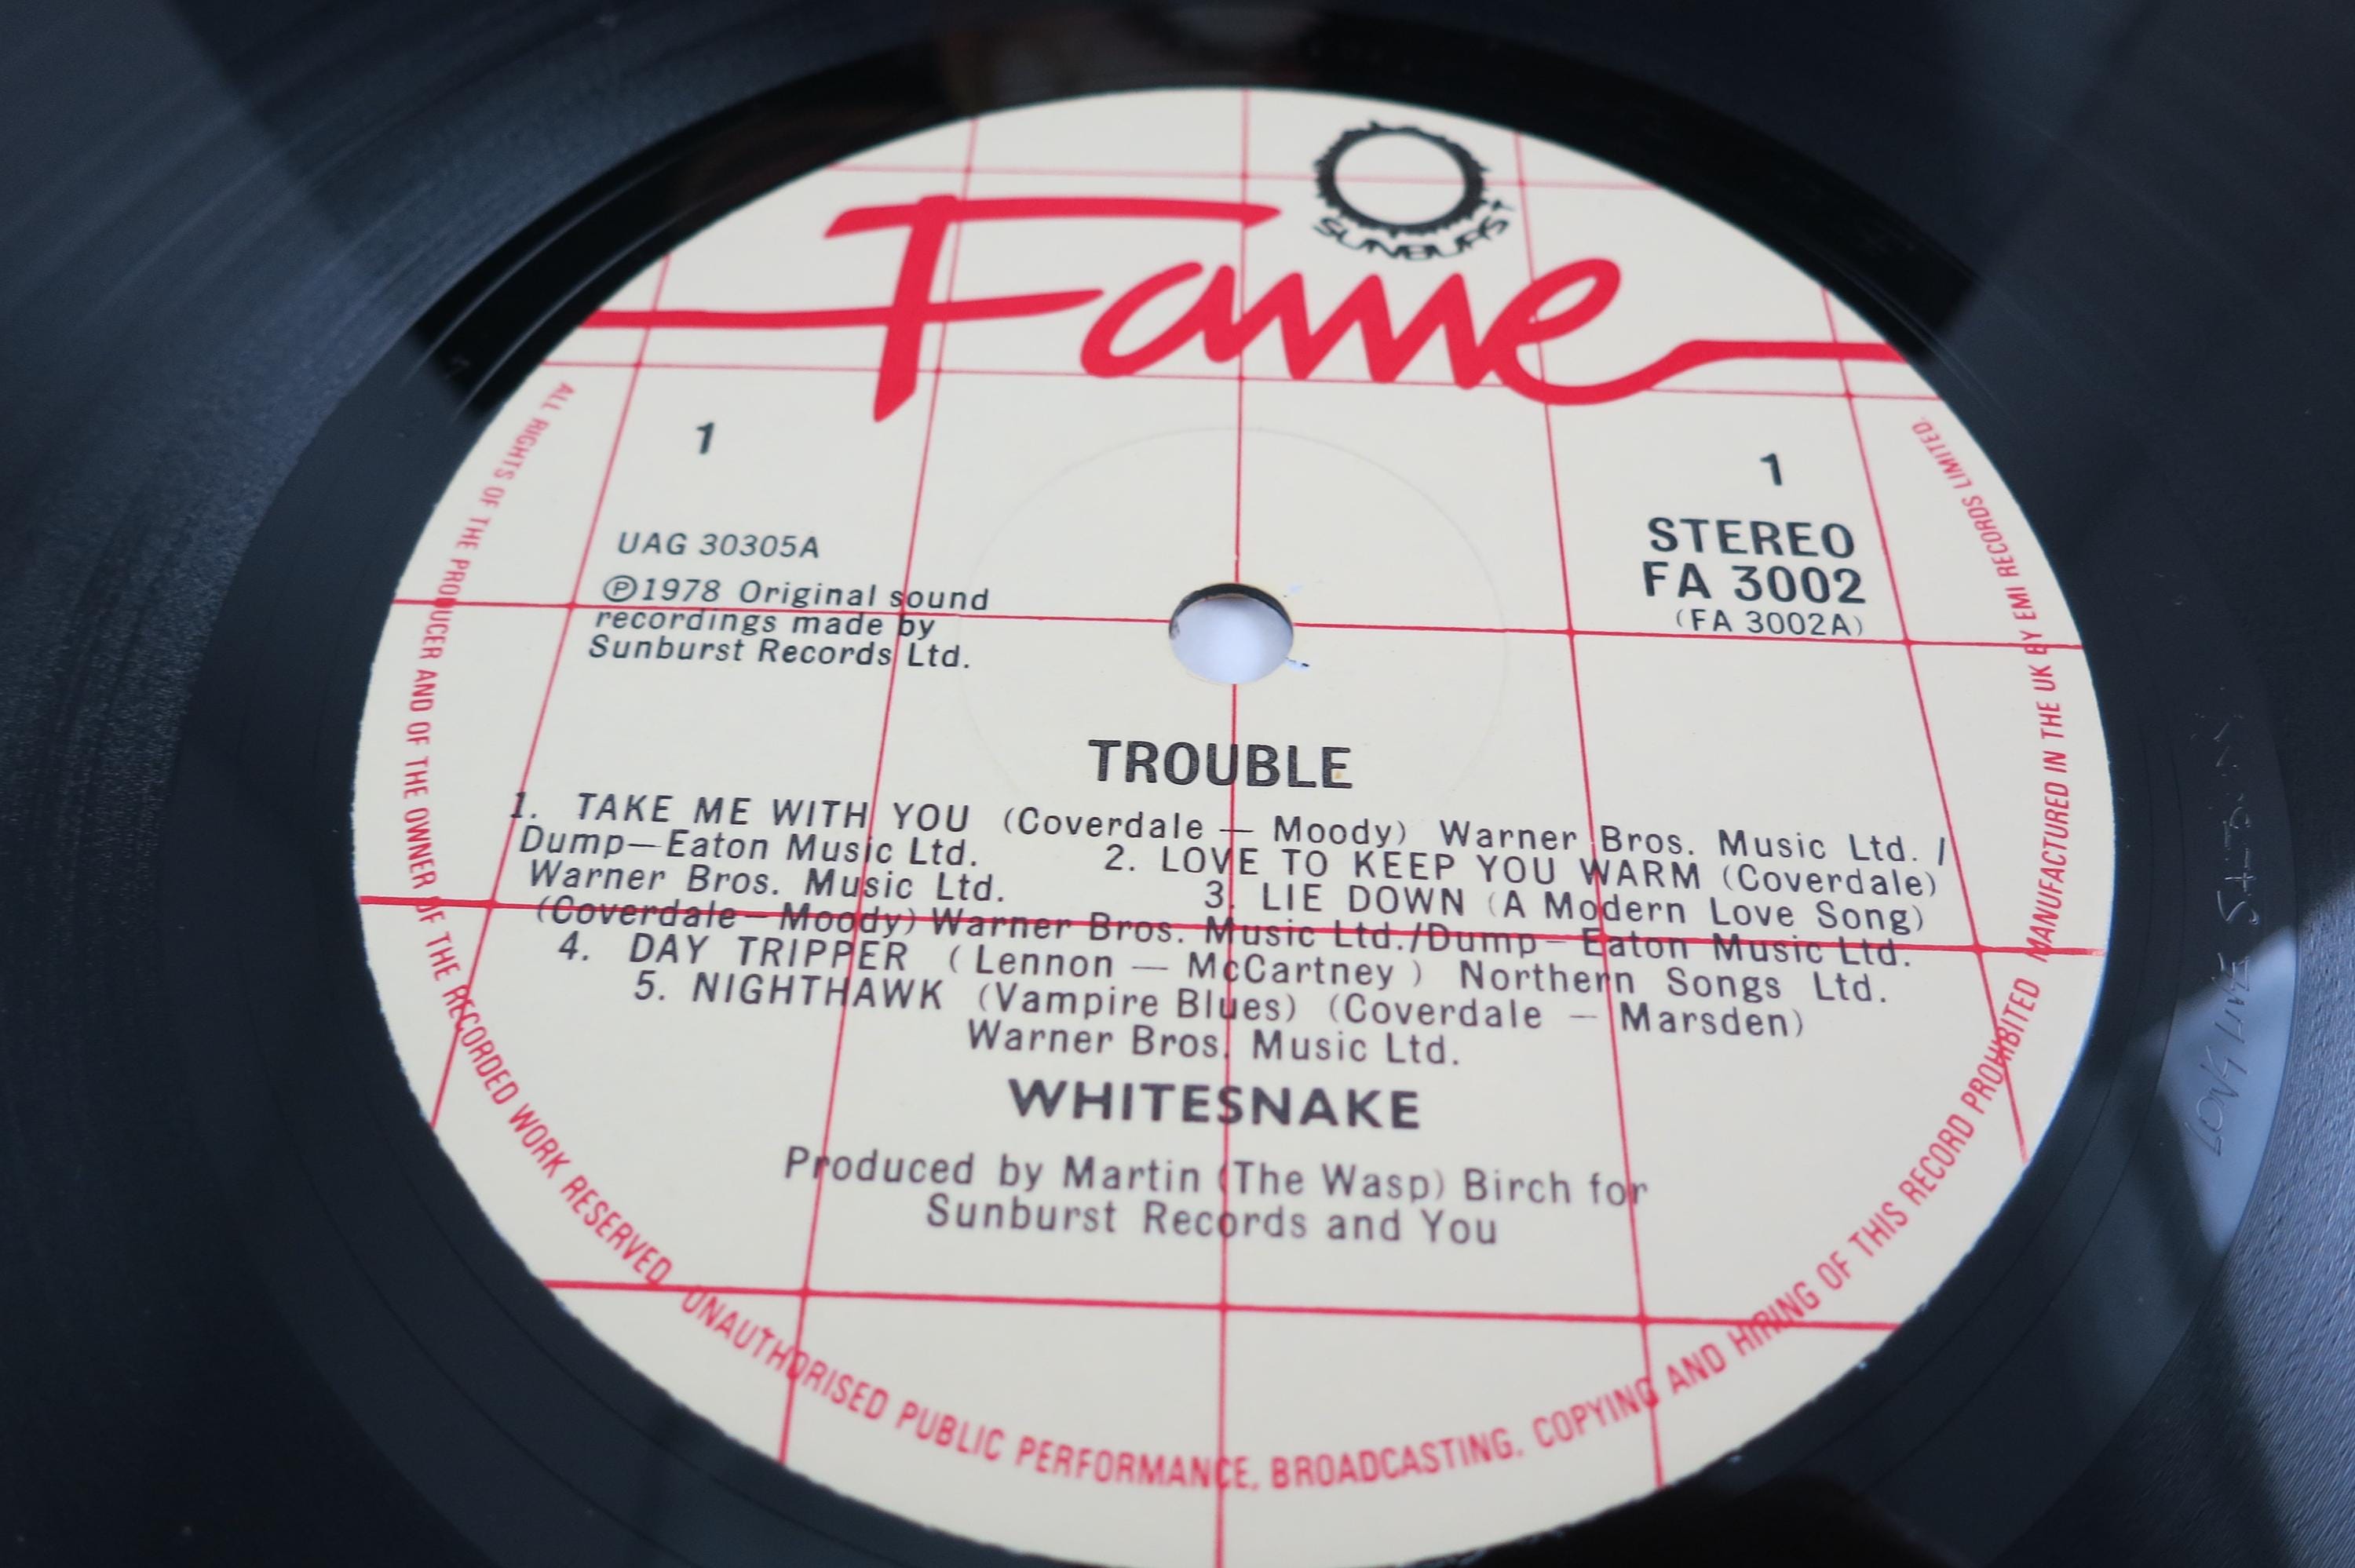 SUNBURST
Fame
1
1
UAG 30305A
Ⓟ1978 Original sound
recordings made by
Sunburst Records Ltd.
STEREO
FA 3002
(FA 3002A)
TROUBLE
1. TAKE ME WITH YOU (Coverdale — Moody) Warner Bros. Music Ltd. /
Dump—Eaton Music Ltd. 2. LOVE TO KEEP YOU WARM (Coverdale)
Warner Bros. Music Ltd. 3. LIE DOWN (A Modern Love Song)
(Coverdale — Moody) Warner Bros. Music Ltd./Dump — Eaton Music Ltd.
4. DAY TRIPPER ( Lennon — McCartney ) Northern Songs Ltd.
5. NIGHTHAWK (Vampire Blues) (Coverdale — Marsden)
Warner Bros. Music Ltd.
WHITESNAKE
Produced by Martin (The Wasp) Birch for
Sunburst Records and You
ALL RIGHTS OF THE PRODUCER AND OF THE OWNER OF THE RECORDED WORK RESERVED. UNAUTHORISED PUBLIC PERFORMANCE, BROADCASTING, COPYING AND HIRING OF THIS RECORD PROHIBITED MANUFACTURED IN THE UK BY EMI RECORDS LIMITED.